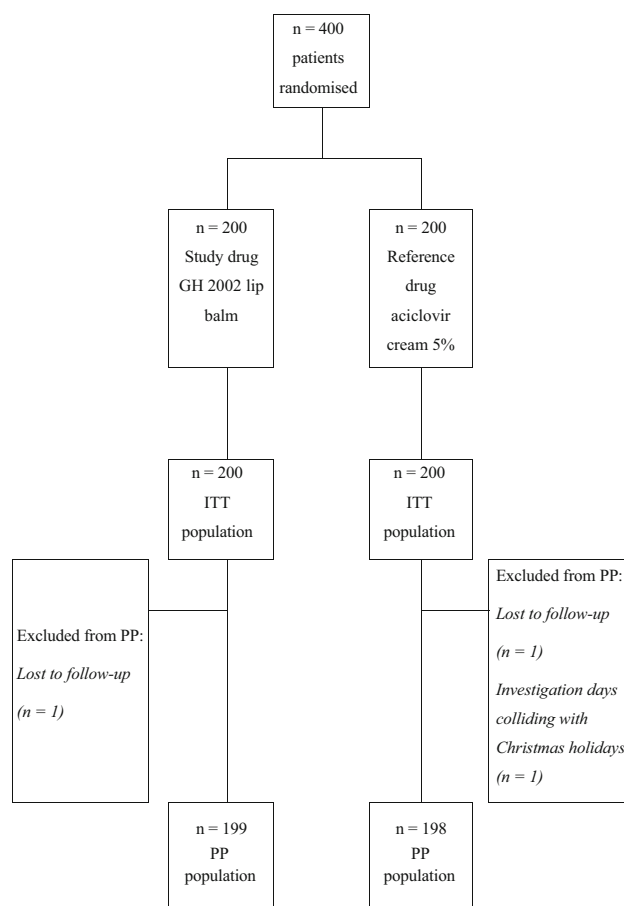 n = 400
patients
randomised
n = 200
Study drug
GH 2002 lip
balm
n = 200
Reference
drug
aciclovir
cream 5%
n = 200
ITT
population
n = 200
ITT
population
Excluded from PP:
Lost to follow-up
(n = 1)
Excluded from PP:
Lost to follow-up
(n = 1)
Investigation days
colliding with
Christmas holidays
(n = 1)
n = 199
PP
population
n = 198
PP
population